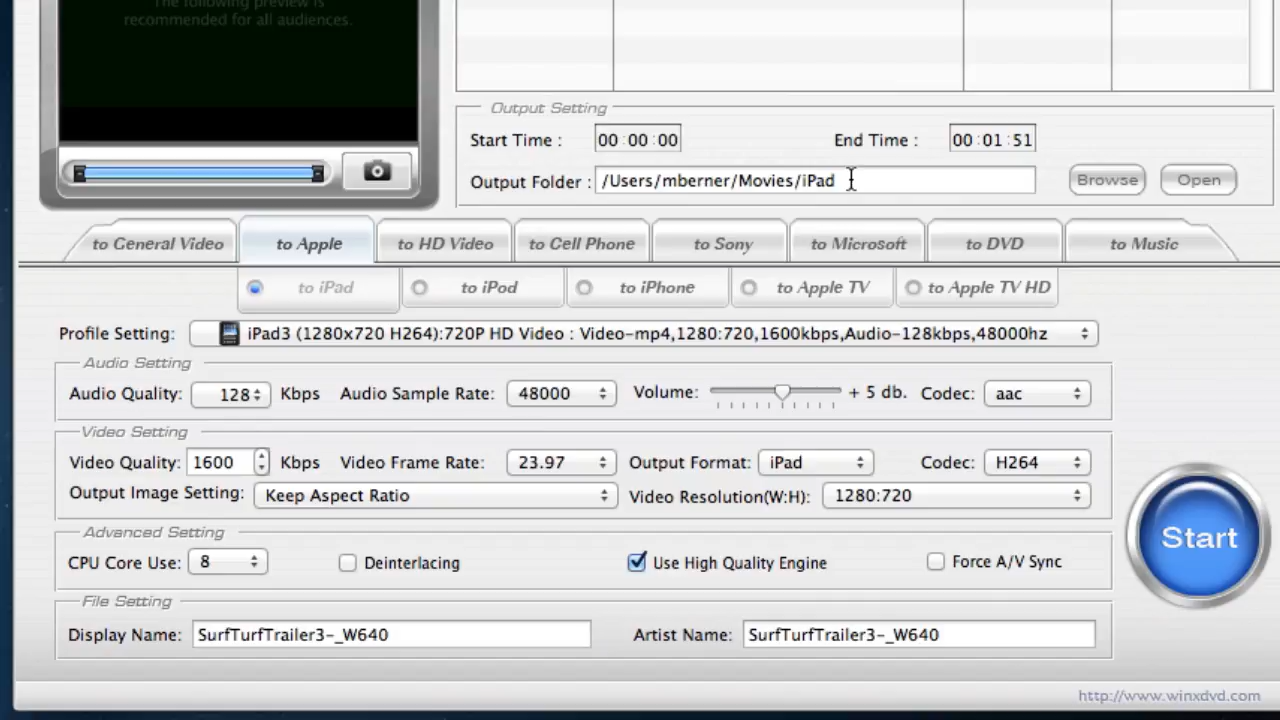 The following preview is
recommended for all audiences.
Output Setting
Start Time : 00:00:00 End Time : 00:01:51
Output Folder : /Users/mberner/Movies/iPad Browse Open
to General Video to Apple to HD Video to Cell Phone to Sony to Microsoft to DVD to Music
to iPad to iPod to iPhone to Apple TV to Apple TV HD
Profile Setting: iPad3 (1280x720 H264):720P HD Video : Video-mp4,1280:720,1600kbps,Audio-128kbps,48000hz
Audio Setting
Audio Quality: 128 Kbps Audio Sample Rate: 48000 Volume: + 5 db. Codec: aac
Video Setting
Video Quality: 1600 Kbps Video Frame Rate: 23.97 Output Format: iPad Codec: H264
Output Image Setting: Keep Aspect Ratio Video Resolution(W:H): 1280:720
Advanced Setting
CPU Core Use: 8 Deinterlacing Use High Quality Engine Force A/V Sync
Start
File Setting
Display Name: SurfTurfTrailer3-_W640 Artist Name: SurfTurfTrailer3-_W640
http://www.winxdvd.com